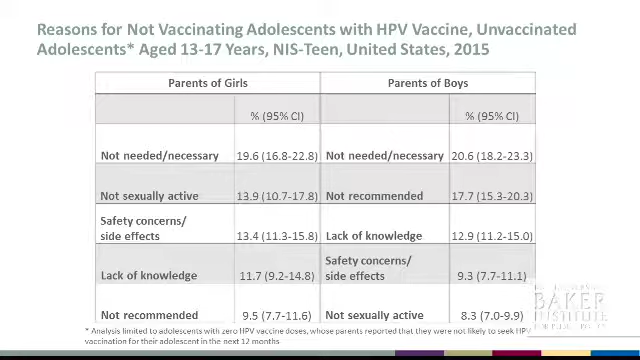 Reasons for Not Vaccinating Adolescents with HPV Vaccine, Unvaccinated
Adolescents* Aged 13-17 Years, NIS-Teen, United States, 2015
Parents of Girls Parents of Boys
% (95% CI) % (95% CI)
Not needed/necessary 19.6 (16.8-22.8) Not needed/necessary 20.6 (18.2-23.3)
Not sexually active 13.9 (10.7-17.8) Not recommended 17.7 (15.3-20.3)
Safety concerns/
side effects 13.4 (11.3-15.8) Lack of knowledge 12.9 (11.2-15.0)
Safety concerns/
Lack of knowledge 11.7 (9.2-14.8) side effects 9.3 (7.7-11.1)
Not recommended 9.5 (7.7-11.6) Not sexually active 8.3 (7.0-9.9)
* Analysis limited to adolescents with zero HPV vaccine doses, whose parents reported that they were not likely to seek HPV
vaccination for their adolescent in the next 12 months
BAKER
INSTITUTE